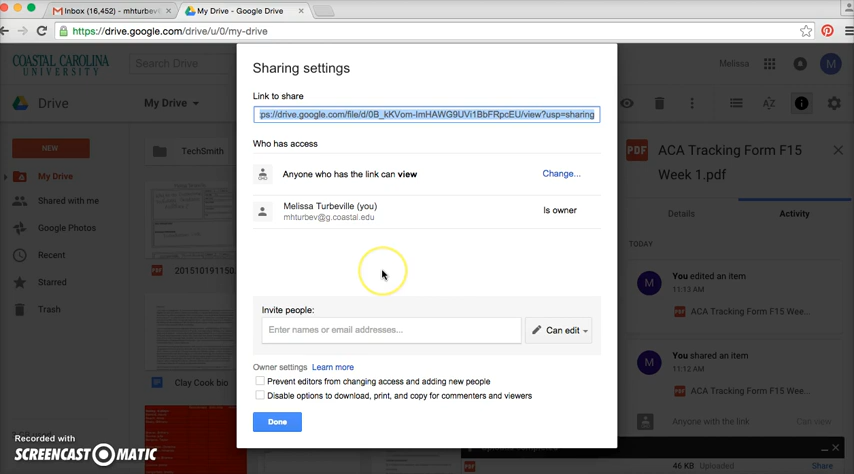 Inbox (16,452) - mhturbev
My Drive - Google Drive
https://drive.google.com/drive/u/0/my-drive
COASTAL CAROLINA
UNIVERSITY
Search Drive
Melissa
M
Drive
My Drive
NEW
My Drive
Shared with me
Google Photos
Recent
Starred
Trash
TechSmith
201510191150
Clay Cook bio
Sharing settings
Link to share
ps://drive.google.com/file/d/0B_kKVom-ImHAWG9UVi1BbFRpcEU/view?usp=sharing
Who has access
Anyone who has the link can view
Change...
Melissa Turbeville (you)
mhturbev@g.coastal.edu
Is owner
Invite people:
Enter names or email addresses...
Can edit
Owner settings Learn more
Prevent editors from changing access and adding new people
Disable options to download, print, and copy for commenters and viewers
Done
PDF
ACA Tracking Form F15
Week 1.pdf
Details
Activity
TODAY
M
You edited an item
11:13 AM
ACA Tracking Form F15 Wee...
M
You shared an item
11:12 AM
ACA Tracking Form F15 Wee...
Anyone with the link
Can view
46 KB Uploaded
Share
Recorded with
SCREENCAST-O-MATIC